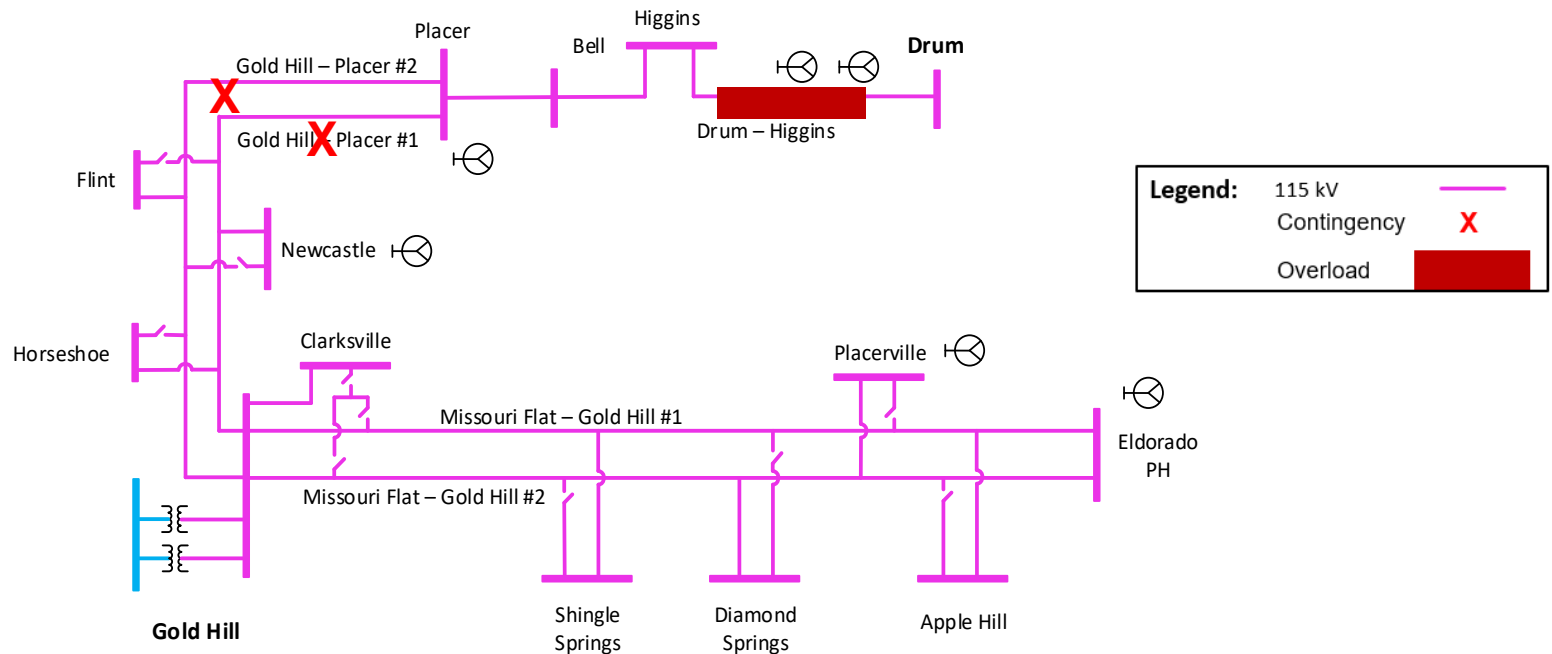 Higgins
Placer
Bell
Drum
Gold Hill – Placer #2
Drum – Higgins
Gold Hill – Placer #1
Flint
Newcastle
Legend:
115 kV
Contingency
X
Overload
Horseshoe
Clarksville
Placerville
Missouri Flat – Gold Hill #1
Eldorado
PH
Missouri Flat – Gold Hill #2
Gold Hill
Shingle
Springs
Diamond
Springs
Apple Hill
X
X